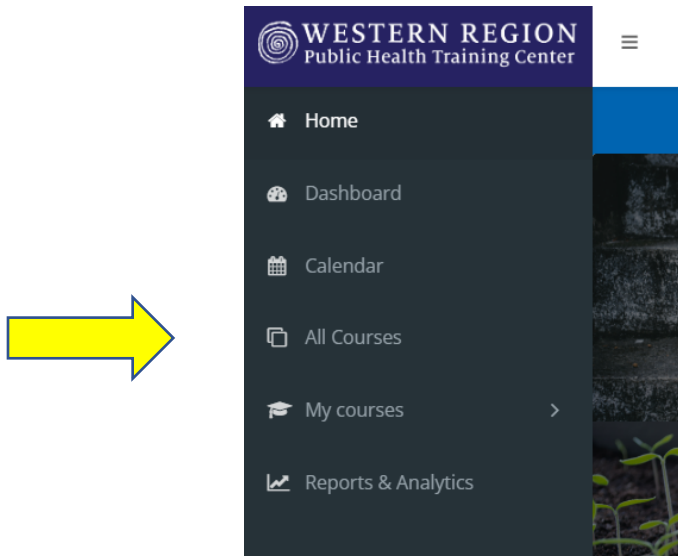 WESTERN REGION
Public Health Training Center
Home
Dashboard
Calendar
All Courses
My courses
Reports & Analytics